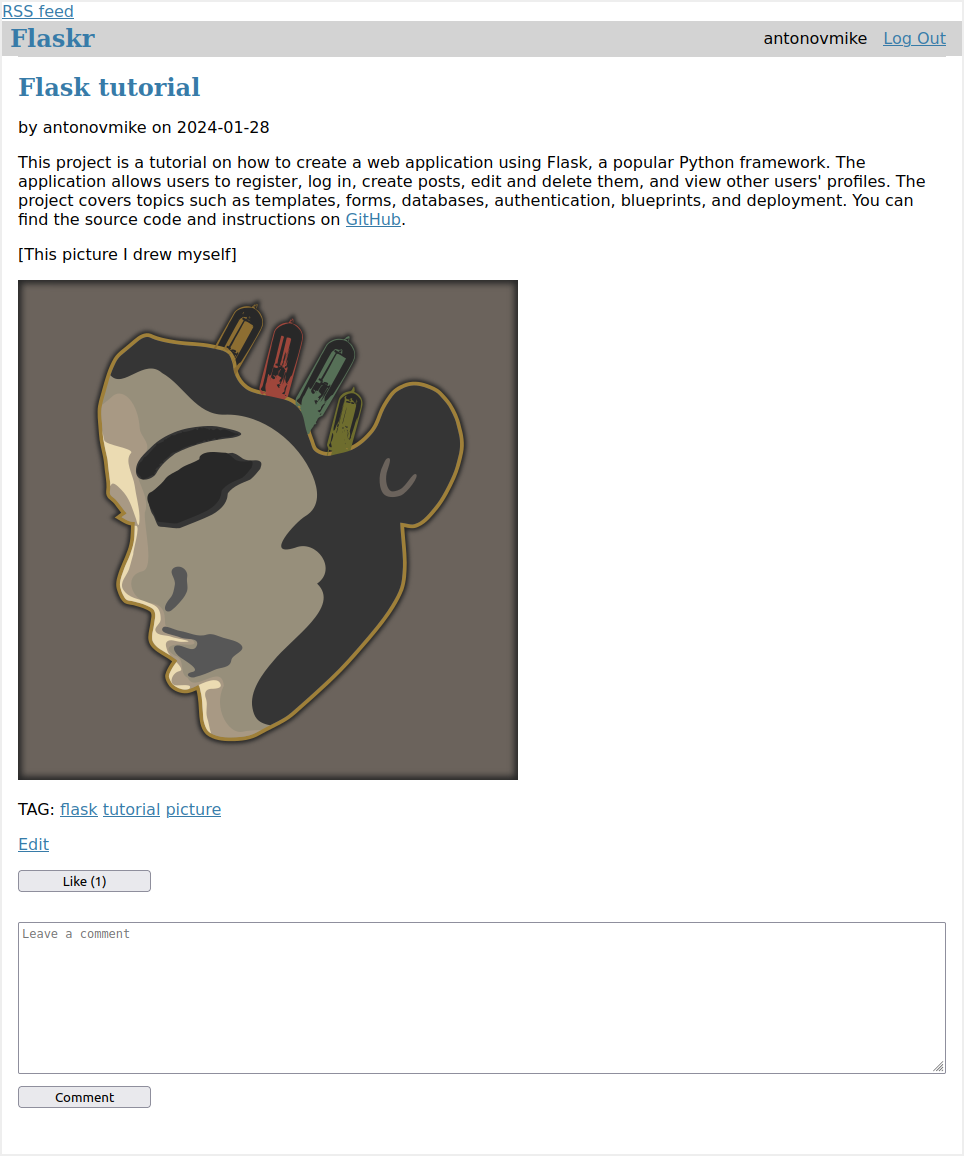 RSS feed
Flaskr
antonovmike Log Out
Flask tutorial
by antonovmike on 2024-01-28
This project is a tutorial on how to create a web application using Flask, a popular Python framework. The
application allows users to register, log in, create posts, edit and delete them, and view other users' profiles. The
project covers topics such as templates, forms, databases, authentication, blueprints, and deployment. You can
find the source code and instructions on GitHub.
[This picture I drew myself]
TAG: flask tutorial picture
Edit
Like (1)
Leave a comment
Comment